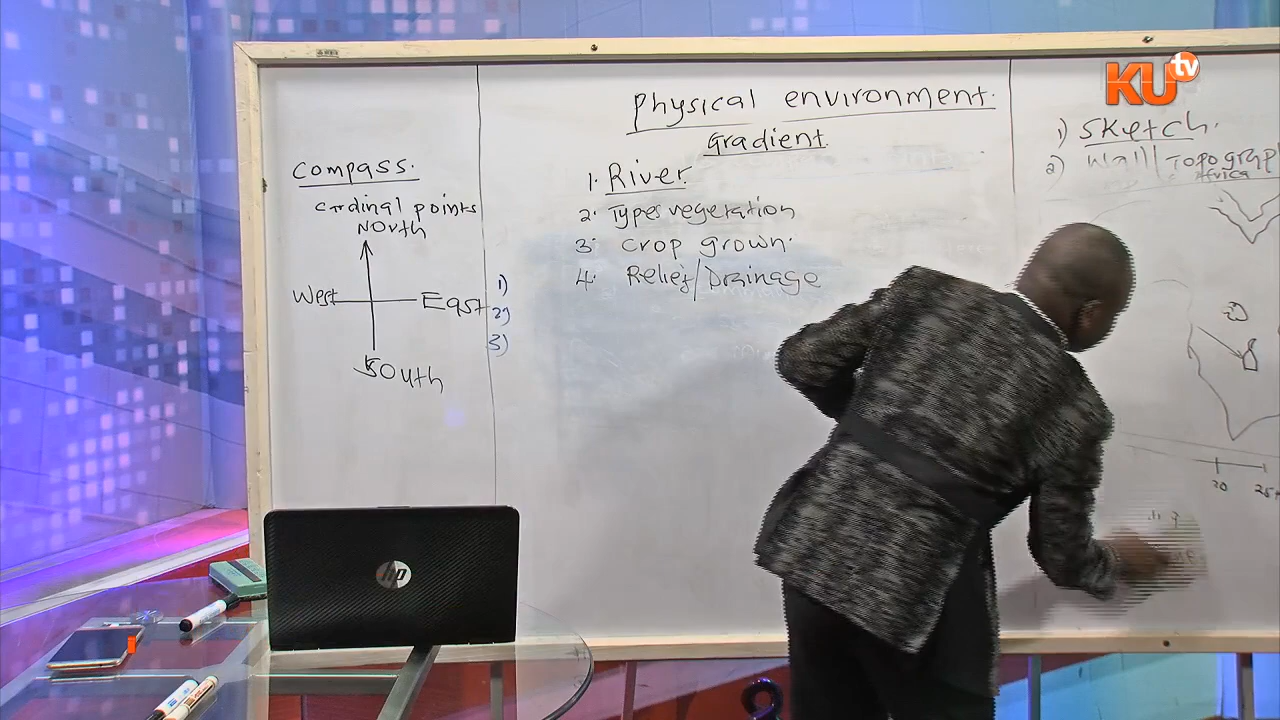 KU tv
Physical environment.
Gradient.
1. River
2. Types vegetation
3. Crop grown.
4. Relief/Drainage
Compass.
Cardinal points
North
West
East
South
1)
2)
3)
1) Sketch.
2) Wall/Topograph
Africa
20
25
hp